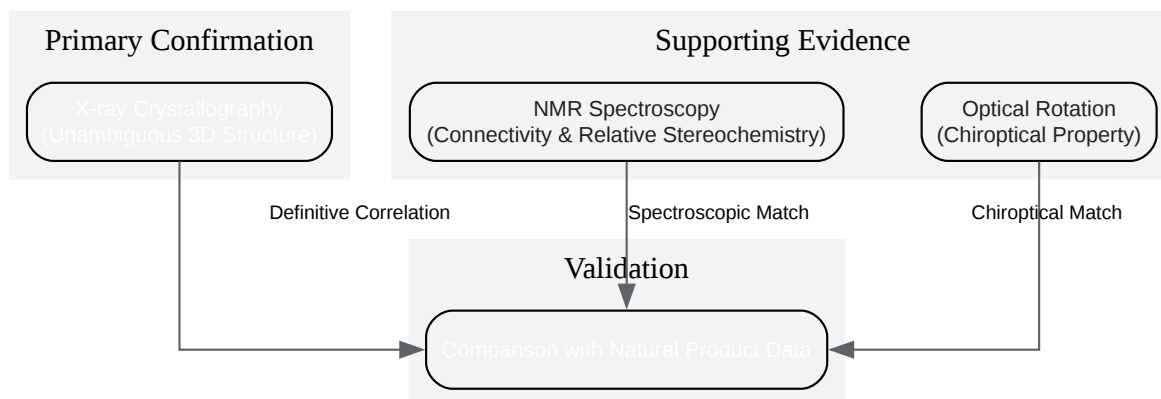 Primary Confirmation
Supporting Evidence
X-ray Crystallography
(Unambiguous 3D Structure)
NMR Spectroscopy
(Connectivity & Relative Stereochemistry)
Optical Rotation
(Chiroptical Property)
Definitive Correlation
Spectroscopic Match
Chiroptical Match
Validation
Comparison with Natural Product Data